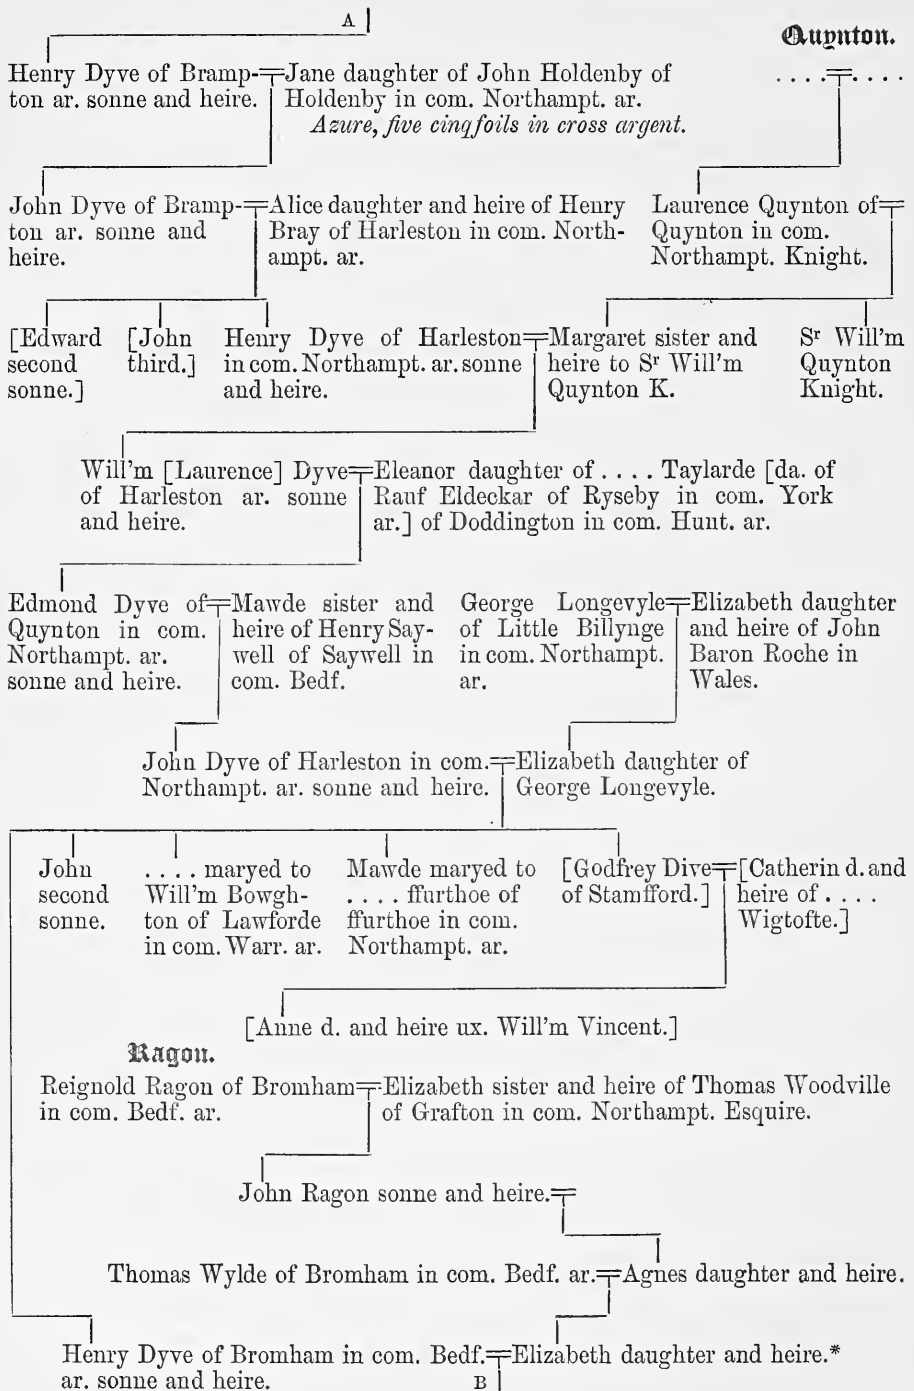 A
Quynton.
Henry Dyve of Bramp-
ton ar. sonne and heire.
Jane daughter of John Holdenby of
Holdenby in com. Northampt. ar.
Azure, five cinqfoils in cross argent.
. . . . . . . .
John Dyve of Bramp-
ton ar. sonne and
heire.
Alice daughter and heire of Henry
Bray of Harleston in com. North-
ampt. ar.
Laurence Quynton of
Quynton in com.
Northampt. Knight.
[Edward
second
sonne.]
[John
third.]
Henry Dyve of Harleston
in com. Northampt. ar. sonne
and heire.
Margaret sister and
heire to Sr Will'm
Quynton K.
Sr Will'm
Quynton
Knight.
Will'm [Laurence] Dyve
of Harleston ar. sonne
and heire.
Eleanor daughter of . . . . Taylarde [da. of
Rauf Eldeckar of Ryseby in com. York
ar.] of Doddington in com. Hunt. ar.
Edmond Dyve of
Quynton in com.
Northampt. ar.
sonne and heire.
Mawde sister and
heire of Henry Say-
well of Saywell in
com. Bedf.
George Longevyle
of Little Billynge
in com. Northampt.
ar.
Elizabeth daughter
and heire of John
Baron Roche in
Wales.
John Dyve of Harleston in com.
Northampt. ar. sonne and heire.
Elizabeth daughter of
George Longevyle.
John
second
sonne.
. . . . maryed to
Will'm Bowgh-
ton of Lawforde
in com. Warr. ar.
Mawde maryed to
. . . . ffurthoe of
ffurthoe in com.
Northampt. ar.
[Godfrey Dive
of Stamfford.]
[Catherin d. and
heire of . . . .
Wigtofte.]
[Anne d. and heire ux. Will'm Vincent.]
Ragon.
Reignold Ragon of Bromham
in com. Bedf. ar.
Elizabeth sister and heire of Thomas Woodville
of Grafton in com. Northampt. Esquire.
John Ragon sonne and heire.
Thomas Wylde of Bromham in com. Bedf. ar.
Agnes daughter and heire.
Henry Dyve of Bromham in com. Bedf.
ar. sonne and heire.
Elizabeth daughter and heire.*
B